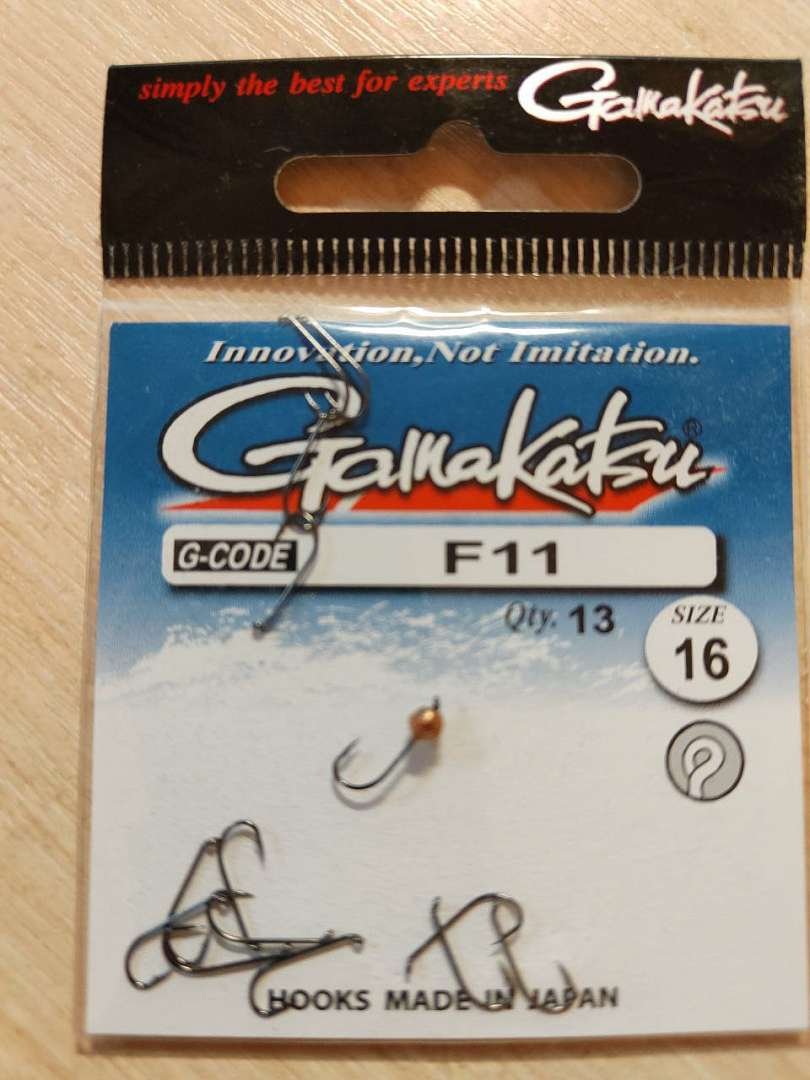 simply the best for experts Gamakatsu
Innovation,Not Imitation.
Gamakatsu®
G-CODE F11
Qty. 13
SIZE
16
HOOKS MADE IN JAPAN